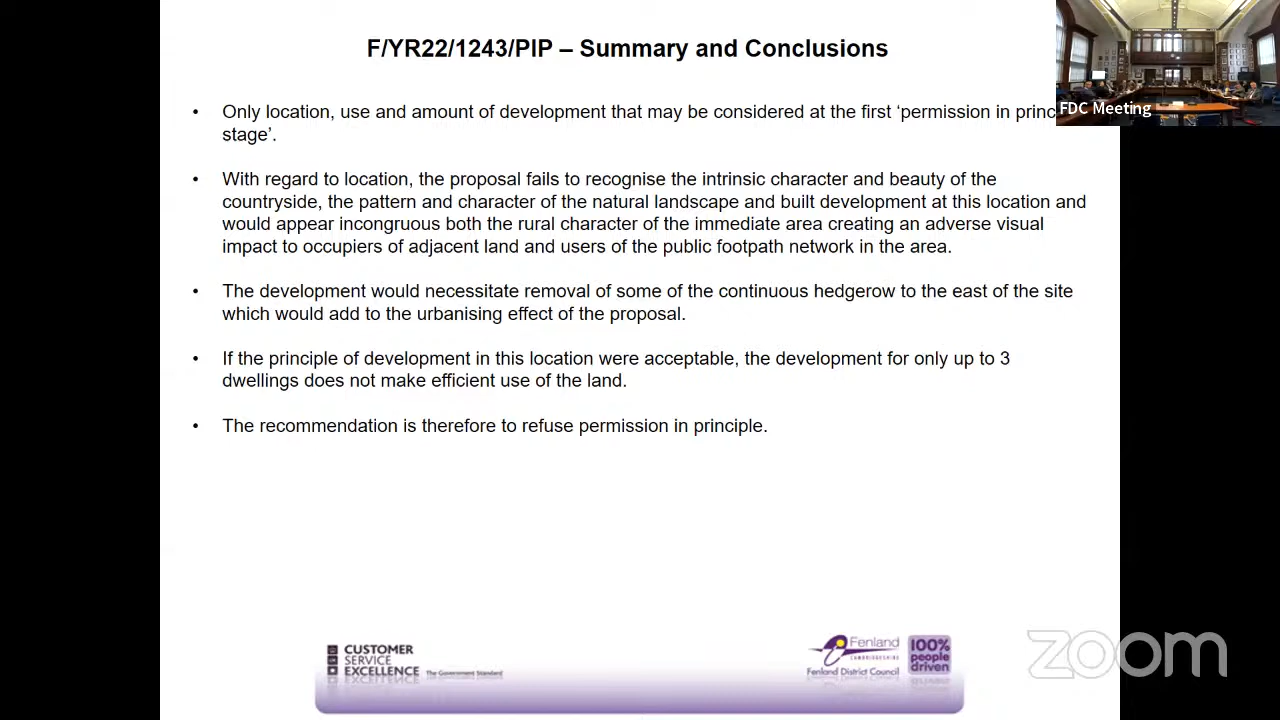 F/YR22/1243/PIP – Summary and Conclusions
FDC Meeting
• Only location, use and amount of development that may be considered at the first ‘permission in princ
stage’.
• With regard to location, the proposal fails to recognise the intrinsic character and beauty of the
countryside, the pattern and character of the natural landscape and built development at this location and
would appear incongruous both the rural character of the immediate area creating an adverse visual
impact to occupiers of adjacent land and users of the public footpath network in the area.
• The development would necessitate removal of some of the continuous hedgerow to the east of the site
which would add to the urbanising effect of the proposal.
• If the principle of development in this location were acceptable, the development for only up to 3
dwellings does not make efficient use of the land.
• The recommendation is therefore to refuse permission in principle.
CUSTOMER
SERVICE
EXCELLENCE The Government Standard
Fenland
CAMBRIDGESHIRE
Fenland District Council
100%
people
driven
zoom